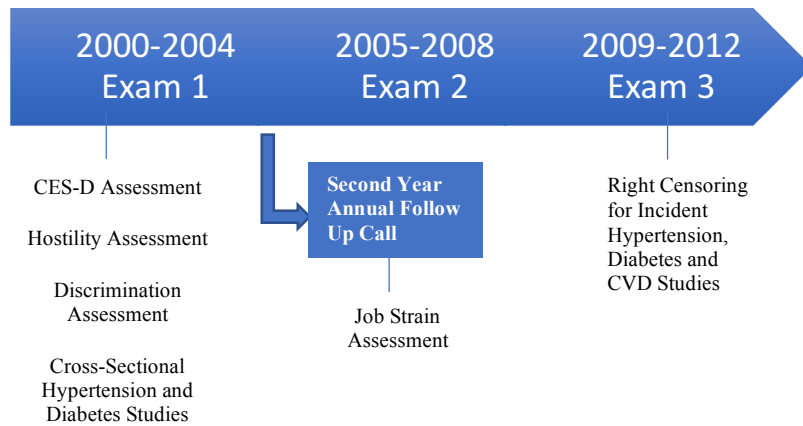 2000-2004
Exam 1
2005-2008
Exam 2
2009-2012
Exam 3
CES-D Assessment
Hostility Assessment
Discrimination
Assessment
Cross-Sectional
Hypertension and
Diabetes Studies
Second Year
Annual Follow
Up Call
Job Strain
Assessment
Right Censoring
for Incident
Hypertension,
Diabetes and
CVD Studies